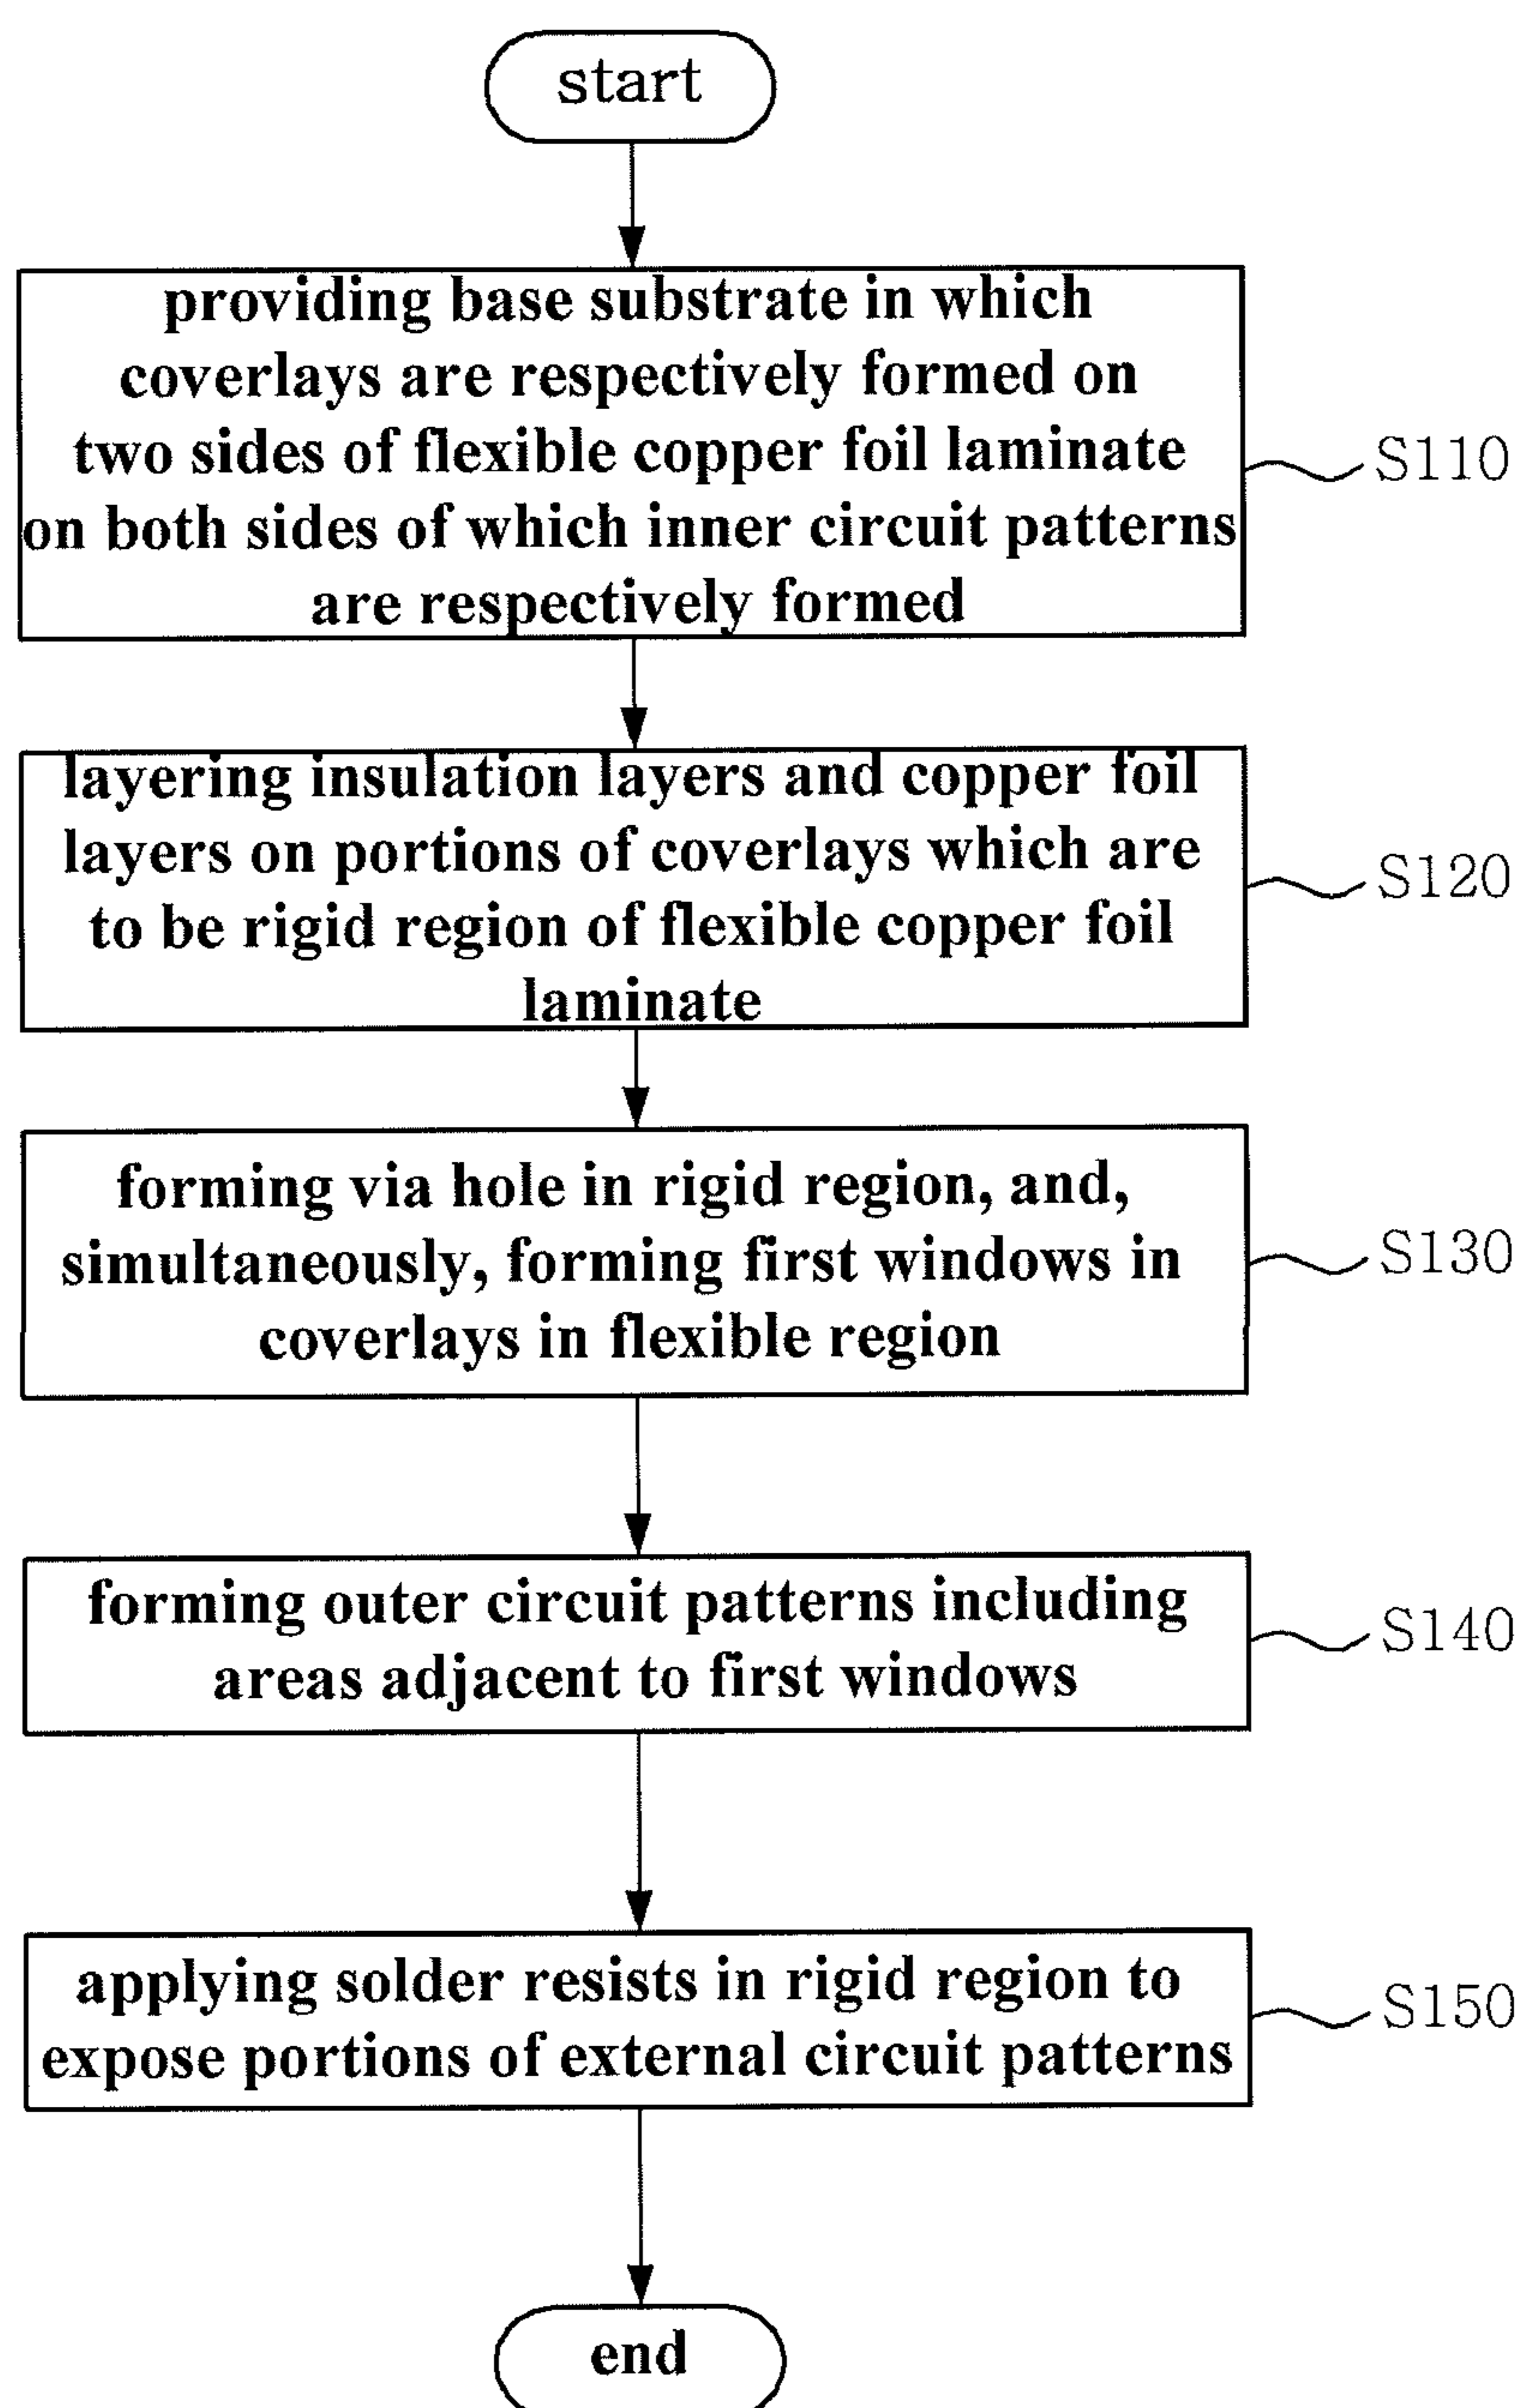 start
providing base substrate in which
coverlays are respectively formed on
two sides of flexible copper foil laminate
on both sides of which inner circuit patterns
are respectively formed
S110
layering insulation layers and copper foil
layers on portions of coverlays which are
to be rigid region of flexible copper foil
laminate
S120
forming via hole in rigid region, and,
simultaneously, forming first windows in
coverlays in flexible region
S130
forming outer circuit patterns including
areas adjacent to first windows
S140
applying solder resists in rigid region to
expose portions of external circuit patterns
S150
end